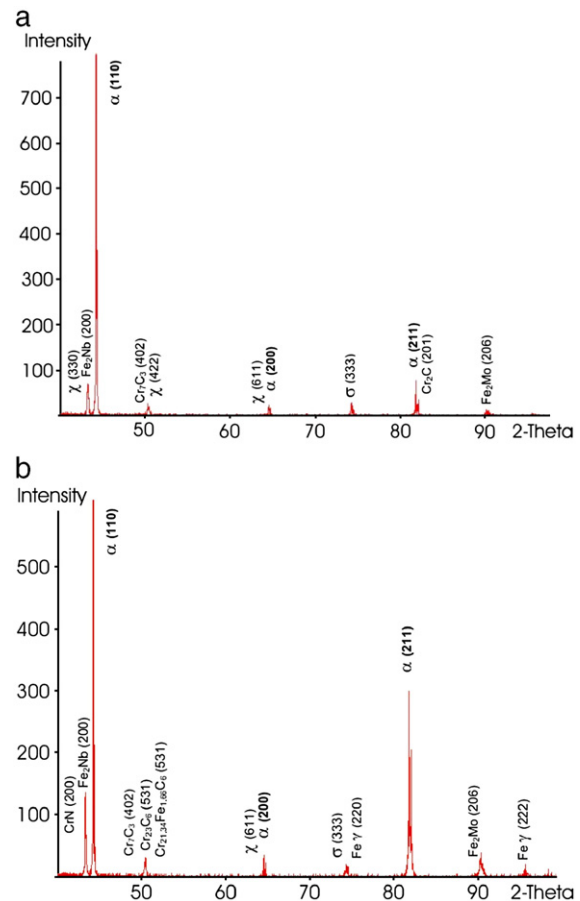 a
Intensity
700
600
500
400
300
200
100
α (110)
χ (330)
Fe₂Nb (200)
Cr₇C₃ (402)
χ (422)
χ (611)
α (200)
σ (333)
α (211)
Cr₂C (201)
Fe₂Mo (206)
50 60 70 80 90 2-Theta
b
Intensity
500
400
300
200
100
α (110)
CrN (200)
Fe₂Nb (200)
Cr₇C₃ (402)
Cr₂₃C₆ (531)
Cr₂₁.₃₄Fe₁.₆₆C₆ (531)
χ (611)
α (200)
σ (333)
Fe γ (220)
α (211)
Fe₂Mo (206)
Fe γ (222)
50 60 70 80 90 2-Theta